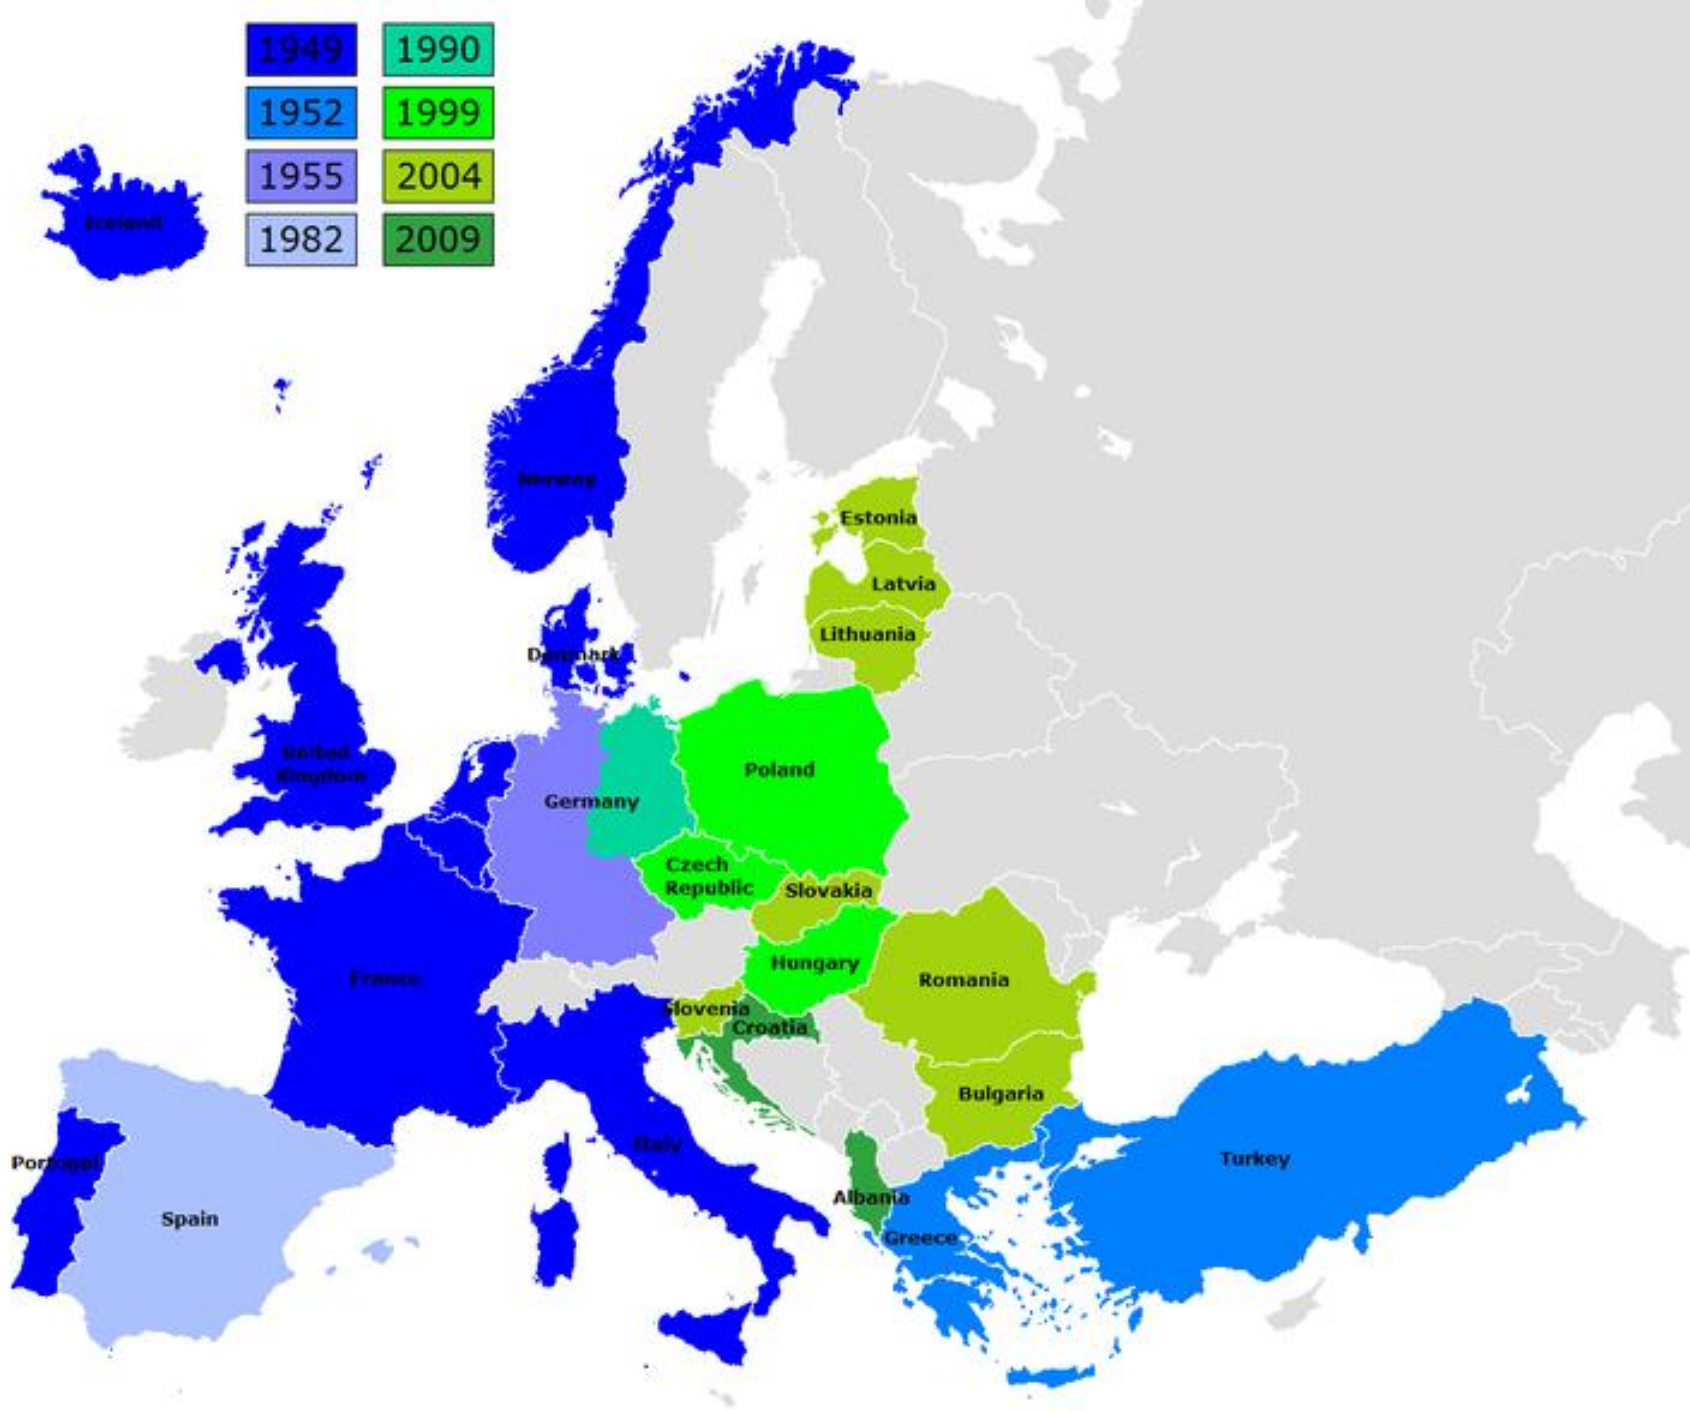 1949 1990
1952 1999
1955 2004
1982 2009
Iceland
Norway
Estonia
Latvia
Lithuania
Denmark
United
Kingdom
Poland
Germany
Czech
Republic
Slovakia
Hungary
France
Romania
Slovenia
Croatia
Bulgaria
Italy
Portugal
Turkey
Albania
Spain
Greece